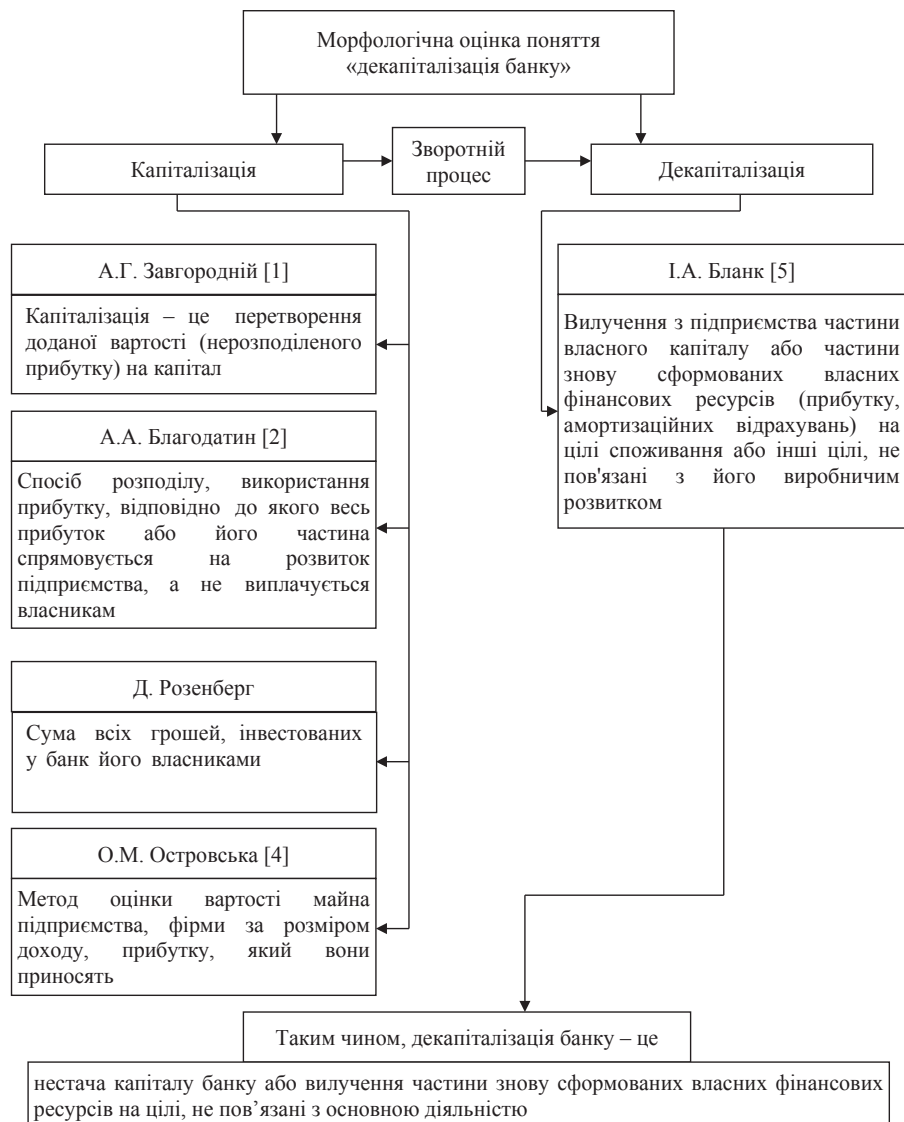 Морфологічна оцінка поняття
«декапіталізація банку»
Капіталізація
Зворотній
процес
Декапіталізація
А.Г. Завгородній [1]
Капіталізація – це перетворення
доданої вартості (нерозподіленого
прибутку) на капітал
А.А. Благодатин [2]
Спосіб розподілу, використання
прибутку, відповідно до якого весь
прибуток або його частина
спрямовується на розвиток
підприємства, а не виплачується
власникам
Д. Розенберг
Сума всіх грошей, інвестованих
у банк його власниками
О.М. Островська [4]
Метод оцінки вартості майна
підприємства, фірми за розміром
доходу, прибутку, який вони
приносять
І.А. Бланк [5]
Вилучення з підприємства частини
власного капіталу або частини
знову сформованих власних
фінансових ресурсів (прибутку,
амортизаційних відрахувань) на
цілі споживання або інші цілі, не
пов'язані з його виробничим
розвитком
Таким чином, декапіталізація банку – це
нестача капіталу банку або вилучення частини знову сформованих власних фінансових
ресурсів на цілі, не пов’язані з основною діяльністю